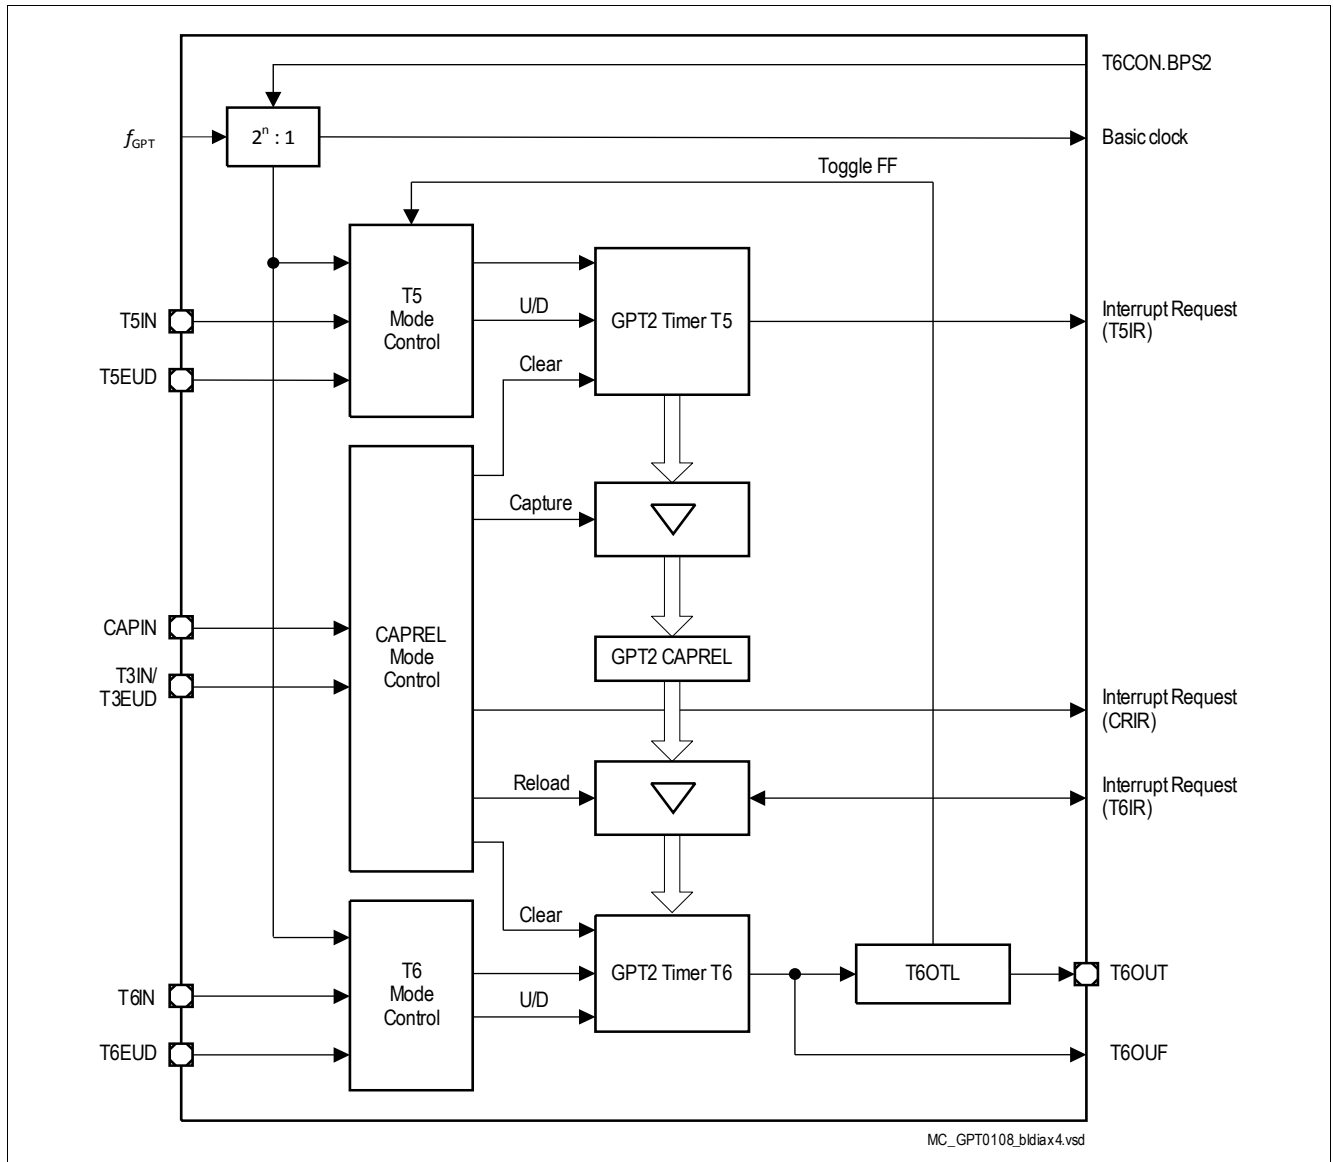 T6CON.BPS2
fGPT
2ⁿ : 1
Basic clock
Toggle FF
T5
Mode
Control
U/D
GPT2 Timer T5
Interrupt Request
(T5IR)
T5IN
T5EUD
Clear
Capture
CAPIN
T3IN/
T3EUD
CAPREL
Mode
Control
GPT2 CAPREL
Interrupt Request
(CRIR)
Reload
Interrupt Request
(T6IR)
Clear
T6
Mode
Control
U/D
GPT2 Timer T6
T6OTL
T6OUT
T6IN
T6EUD
T6OUF
MC_GPT0108_bldiax4.vsd